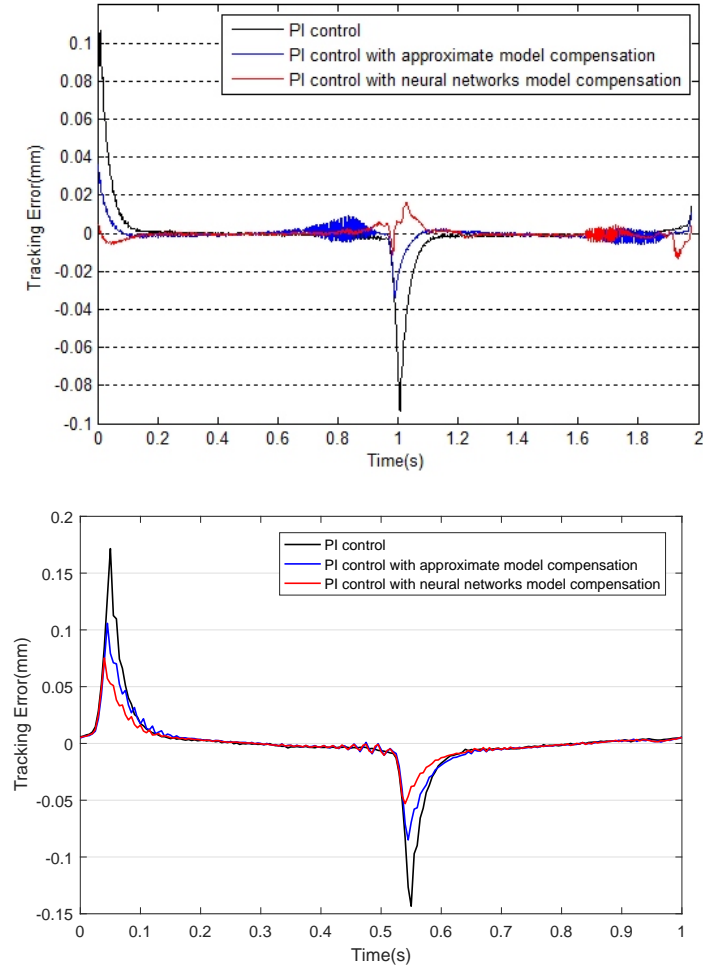 PI control
PI control with approximate model compensation
PI control with neural networks model compensation
Tracking Error(mm)
0.1
0.08
0.06
0.04
0.02
0
-0.02
-0.04
-0.06
-0.08
-0.1
0 0.2 0.4 0.6 0.8 1 1.2 1.4 1.6 1.8 2
Time(s)
PI control
PI control with approximate model compensation
PI control with neural networks model compensation
Tracking Error(mm)
0.2
0.15
0.1
0.05
0
-0.05
-0.1
-0.15
0 0.1 0.2 0.3 0.4 0.5 0.6 0.7 0.8 0.9 1
Time(s)